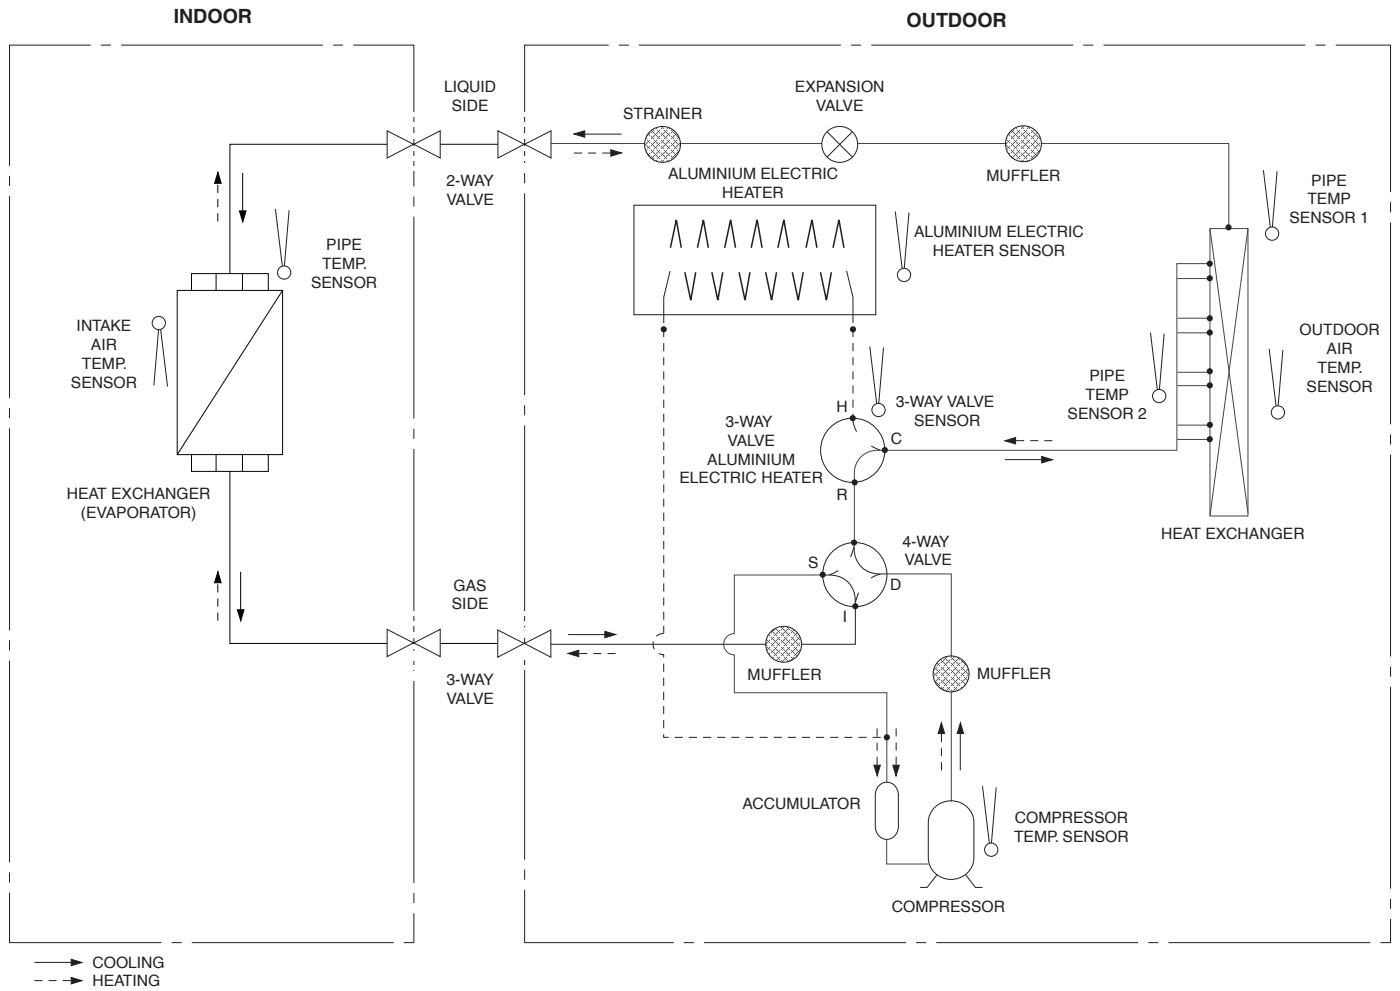 INDOOR
OUTDOOR
LIQUID
SIDE
2-WAY
VALVE
STRAINER
EXPANSION
VALVE
MUFFLER
ALUMINIUM ELECTRIC
HEATER
ALUMINIUM ELECTRIC
HEATER SENSOR
PIPE
TEMP
SENSOR 1
PIPE
TEMP.
SENSOR
INTAKE
AIR
TEMP.
SENSOR
OUTDOOR
AIR
TEMP.
SENSOR
PIPE
TEMP
SENSOR 2
H
3-WAY VALVE
SENSOR
C
3-WAY
VALVE
ALUMINIUM
ELECTRIC HEATER
R
HEAT EXCHANGER
(EVAPORATOR)
HEAT EXCHANGER
4-WAY
VALVE
S
D
I
GAS
SIDE
3-WAY
VALVE
MUFFLER
MUFFLER
ACCUMULATOR
COMPRESSOR
TEMP. SENSOR
COMPRESSOR
COOLING
HEATING